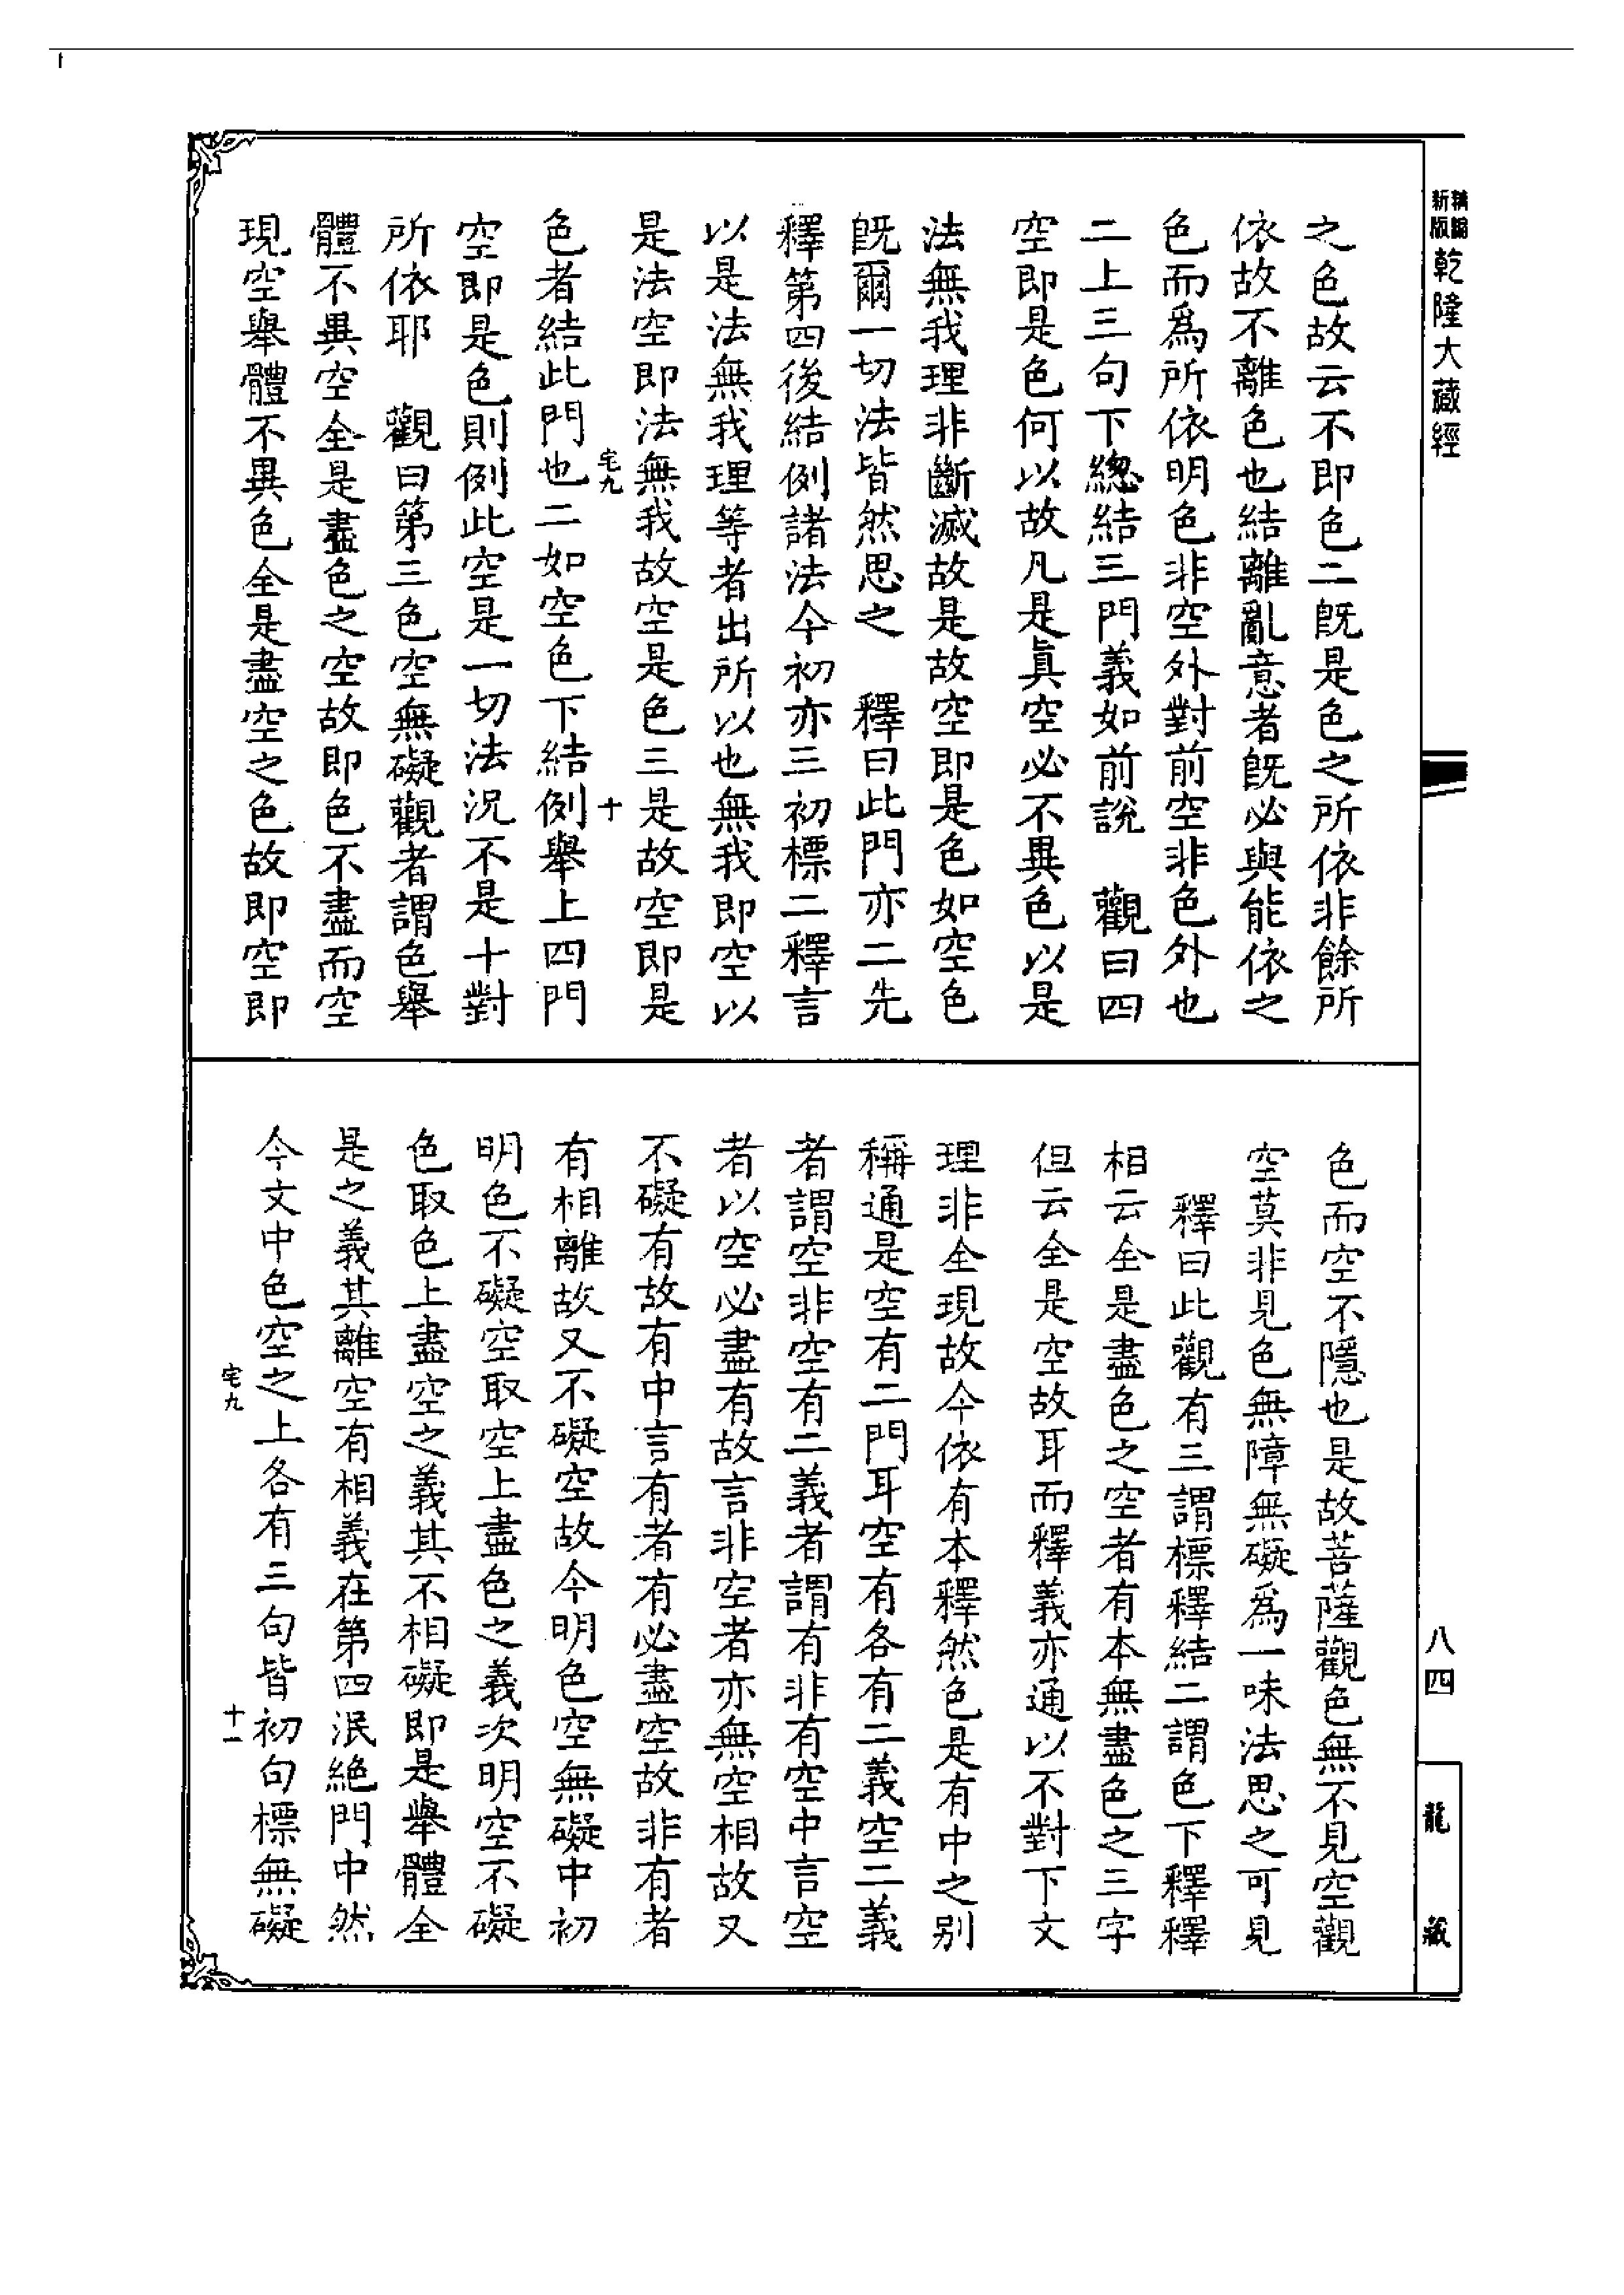 新編
新版
乾隆大藏經
之色故云不即色二旣是色之所依非餘所
依故不離色也結離亂意者旣必與能依之
色而爲所依明色非空外對前空非色外也
二上三句下總結三門義如前說　觀曰四
空即是色何以故凡是眞空必不異色以是
法無我理非斷滅故是故空即是色如空色
旣爾一切法皆然思之　釋曰此門亦二先
釋第四後結例諸法今初亦三初標二釋言
以是法無我理等者出所以也無我即空以
是法空即法無我故空是色三是故空即是
宅九
十
色者結此門也二如空色下結例舉上四門
空即是色則例此空是一切法況不是十對
所依耶　觀曰第三色空無礙觀者謂色舉
體不異空全是盡色之空故即色不盡而空
現空舉體不異色全是盡空之色故即空即
色而空不隱也是故菩薩觀色無不見空觀
空莫非見色無障無礙爲一味法思之可見
釋曰此觀有三謂標釋結二謂色下釋釋
相云全是盡色之空者有本無盡色之三字
但云全是空故耳而釋義亦通以不對下文
理非全現故今依有本釋然色是有中之別
稱通是空有二門耳空有各有二義空二義
者謂空非空有二義者謂有非有空中言空
者以空必盡有故言非空者亦無空相故又
不礙有故有中言有者有必盡空故非有者
有相離故又不礙空故今明色空無礙中初
明色不礙空取空上盡色之義次明空不礙
色取色上盡空之義其不相礙即是舉體全
是之義其離空有相義在第四泯絕門中然
今文中色空之上各有三句皆初句標無礙
宅九
十一
八四
龍藏